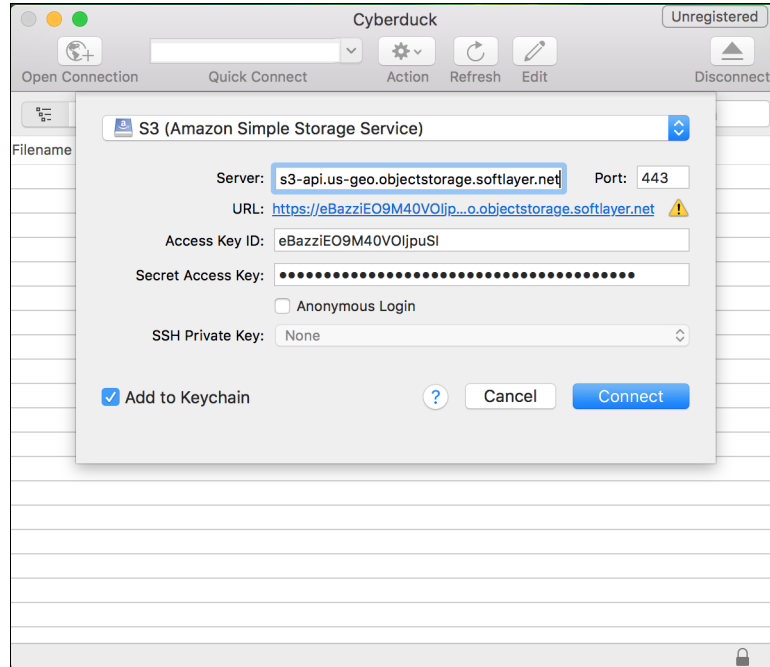 Cyberduck
Unregistered
Open Connection
Quick Connect
Action
Refresh
Edit
Disconnect
S3 (Amazon Simple Storage Service)
Filename
Server: s3-api.us-geo.objectstorage.softlayer.net Port: 443
URL: https://eBazziEO9M40VOIjp...o.objectstorage.softlayer.net
Access Key ID: eBazziEO9M40VOIjpuSI
Secret Access Key: ••••••••••••••••••••••••••••••••••••••••
Anonymous Login
SSH Private Key: None
Add to Keychain
?
Cancel
Connect